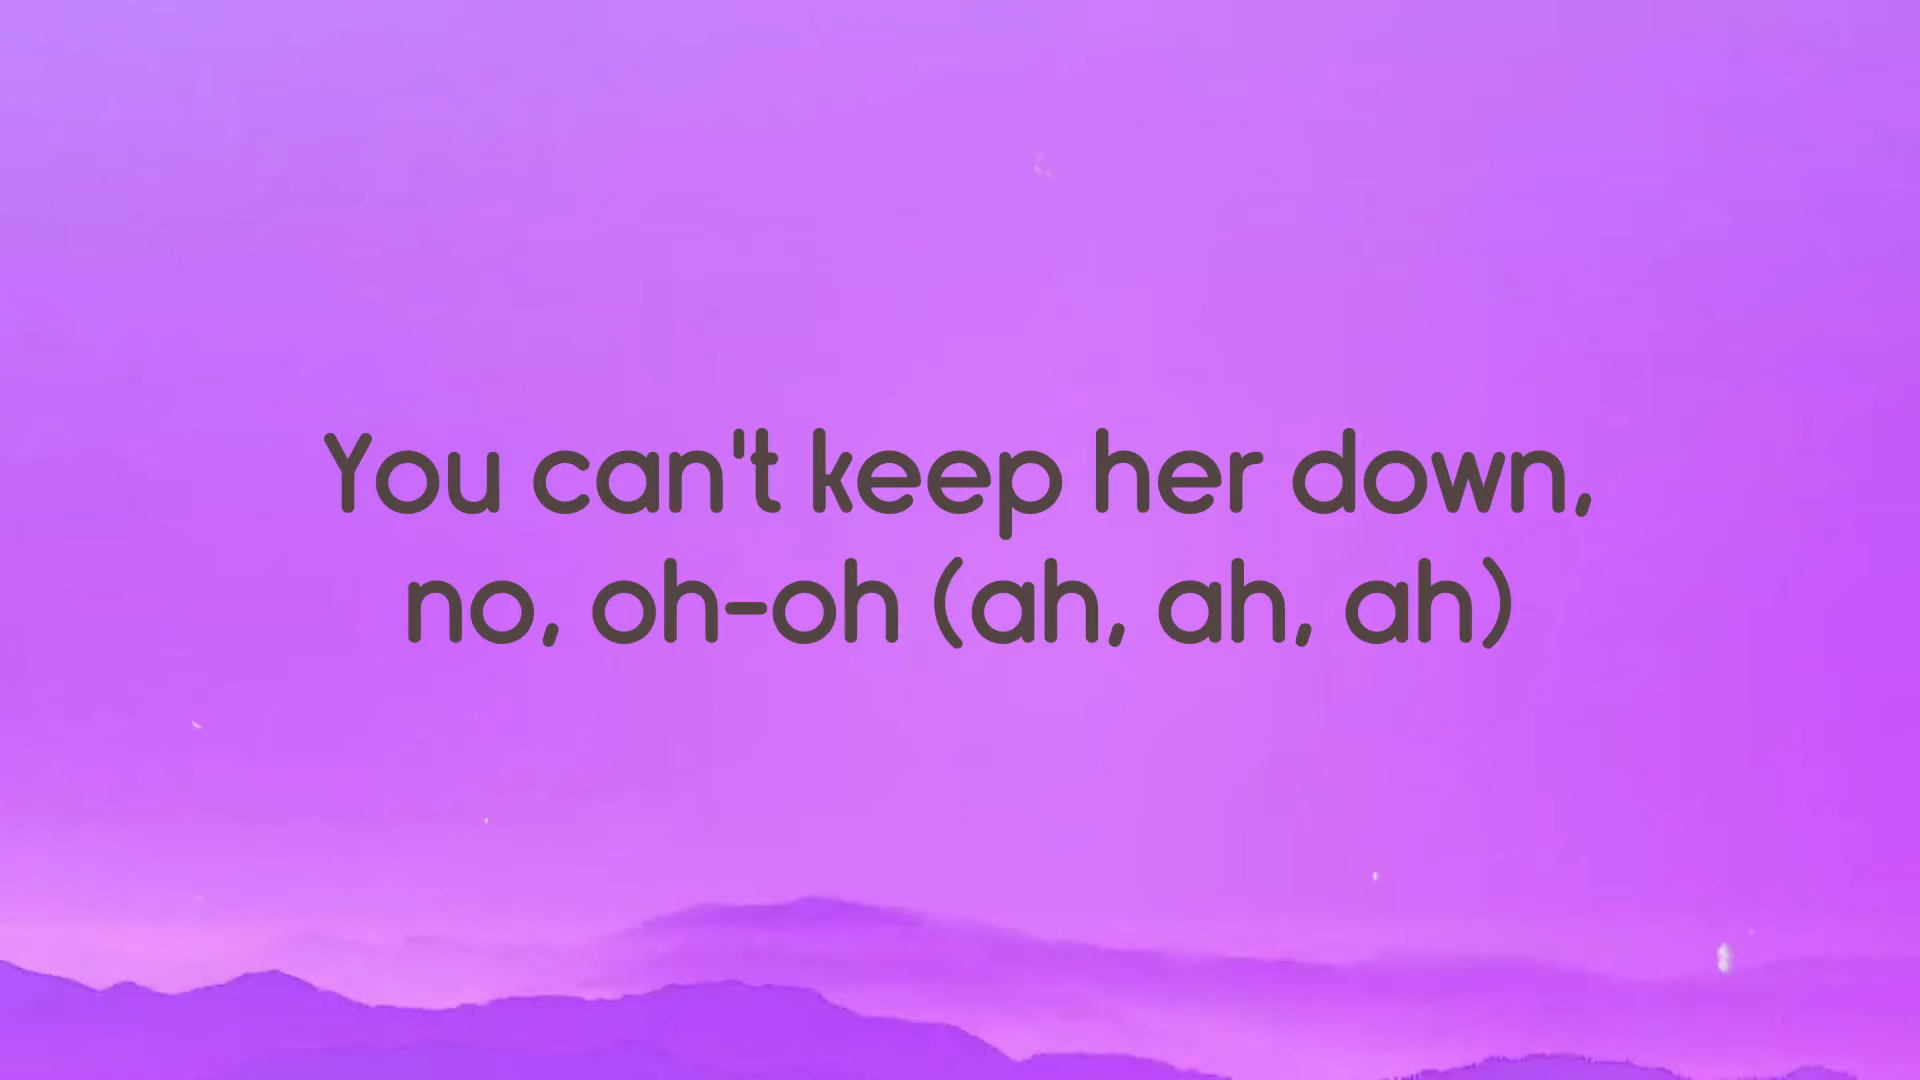 You can't keep her down,
no, oh-oh (ah, ah, ah)